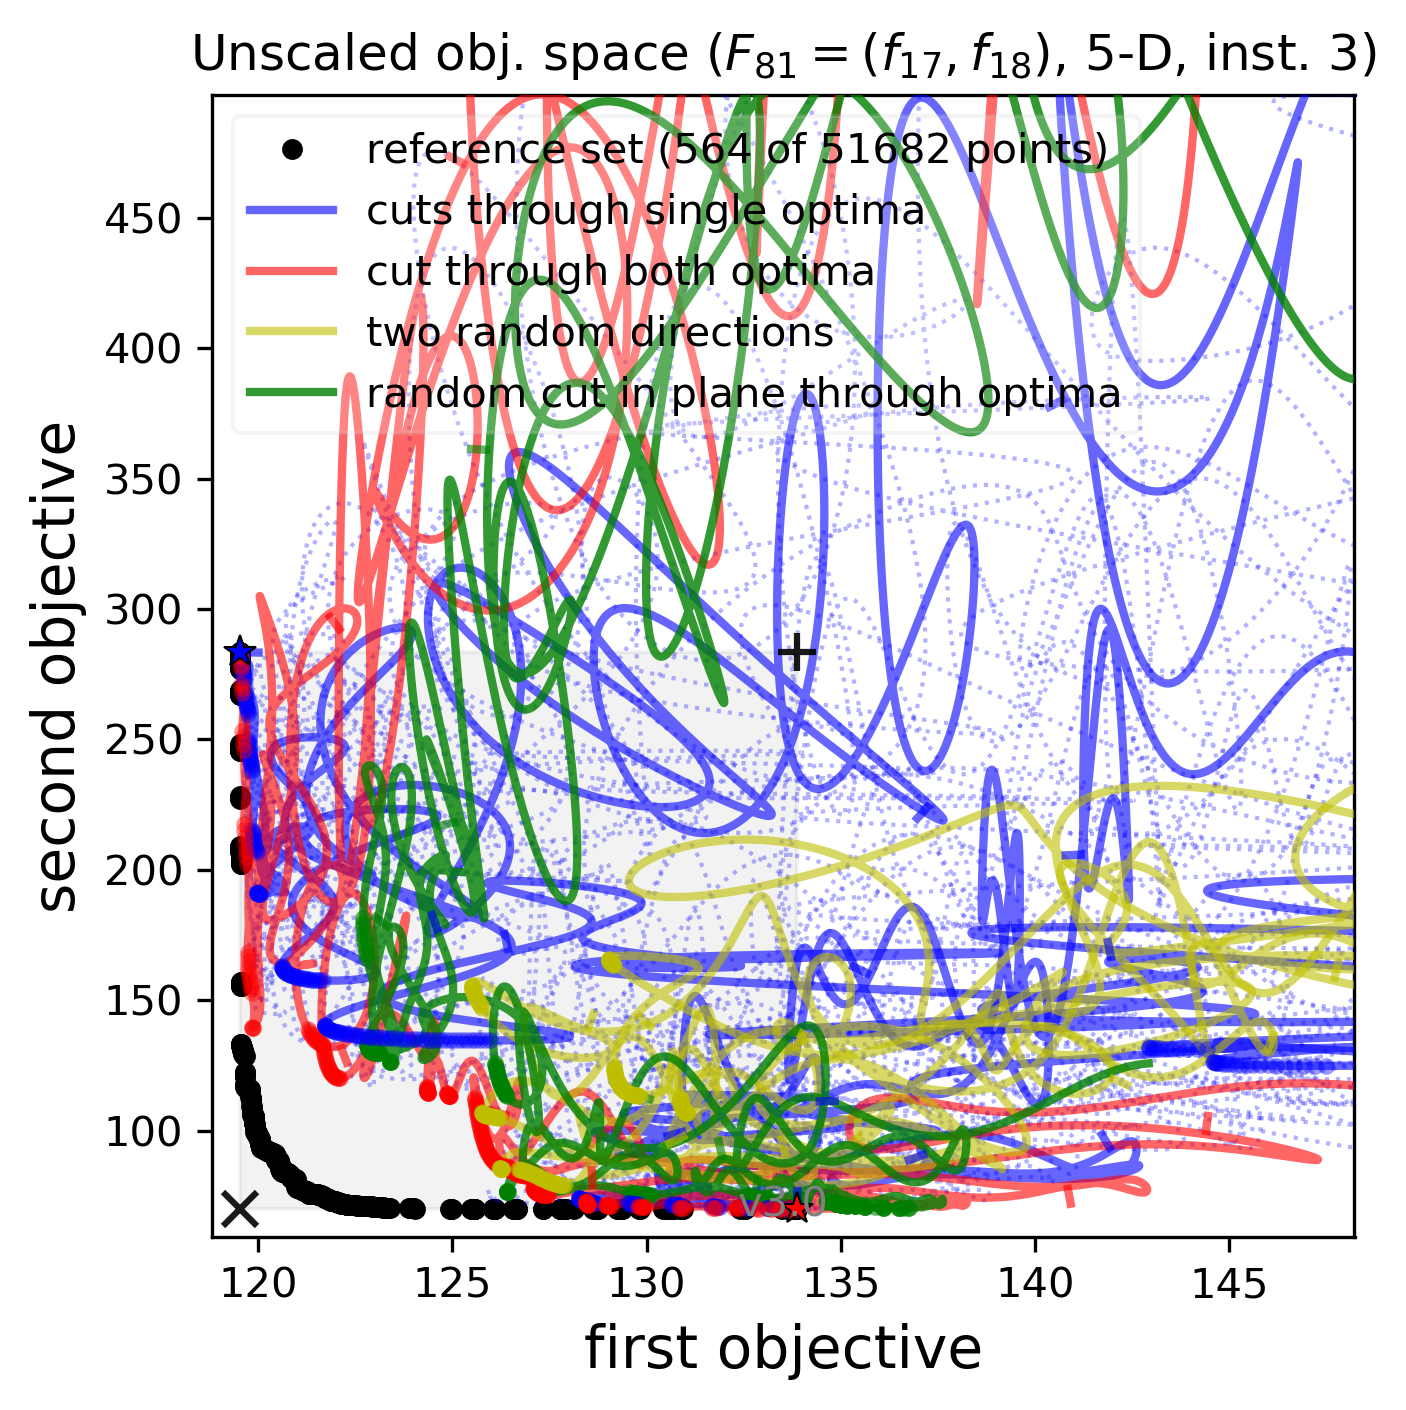 Unscaled obj. space (F81 = (f17, f18), 5-D, inst. 3)
reference set (564 of 51682 points)
cuts through single optima
cut through both optima
two random directions
random cut in plane through optima
450
400
350
300
250
200
150
100
second objective
v3.0
120 125 130 135 140 145
first objective